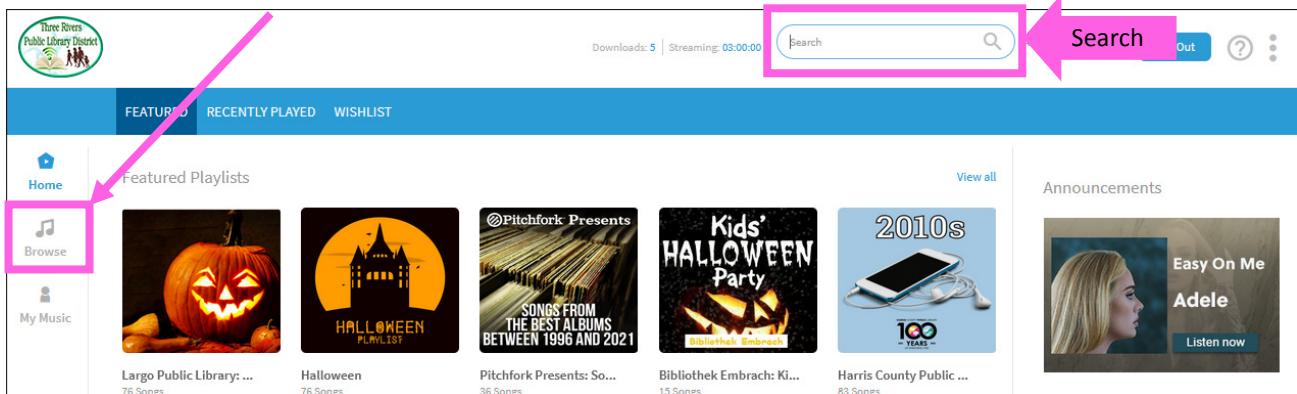 Three Rivers
Public Library District
Downloads: 5 | Streaming: 03:00:00
Search
Search
Out
FEATURED RECENTLY PLAYED WISHLIST
Home
Browse
My Music
Featured Playlists
View all
Pitchfork Presents
SONGS FROM
THE BEST ALBUMS
BETWEEN 1996 AND 2021
HALLOWEEN
PLAYLIST
Kids'
HALLOWEEN
Party
Bibliothek Embrach
2010s
100
YEARS
Largo Public Library: ...
76 Songs
Halloween
76 Songs
Pitchfork Presents: So...
36 Songs
Bibliothek Embrach: Ki...
15 Songs
Harris County Public ...
83 Songs
Announcements
Easy On Me
Adele
Listen now